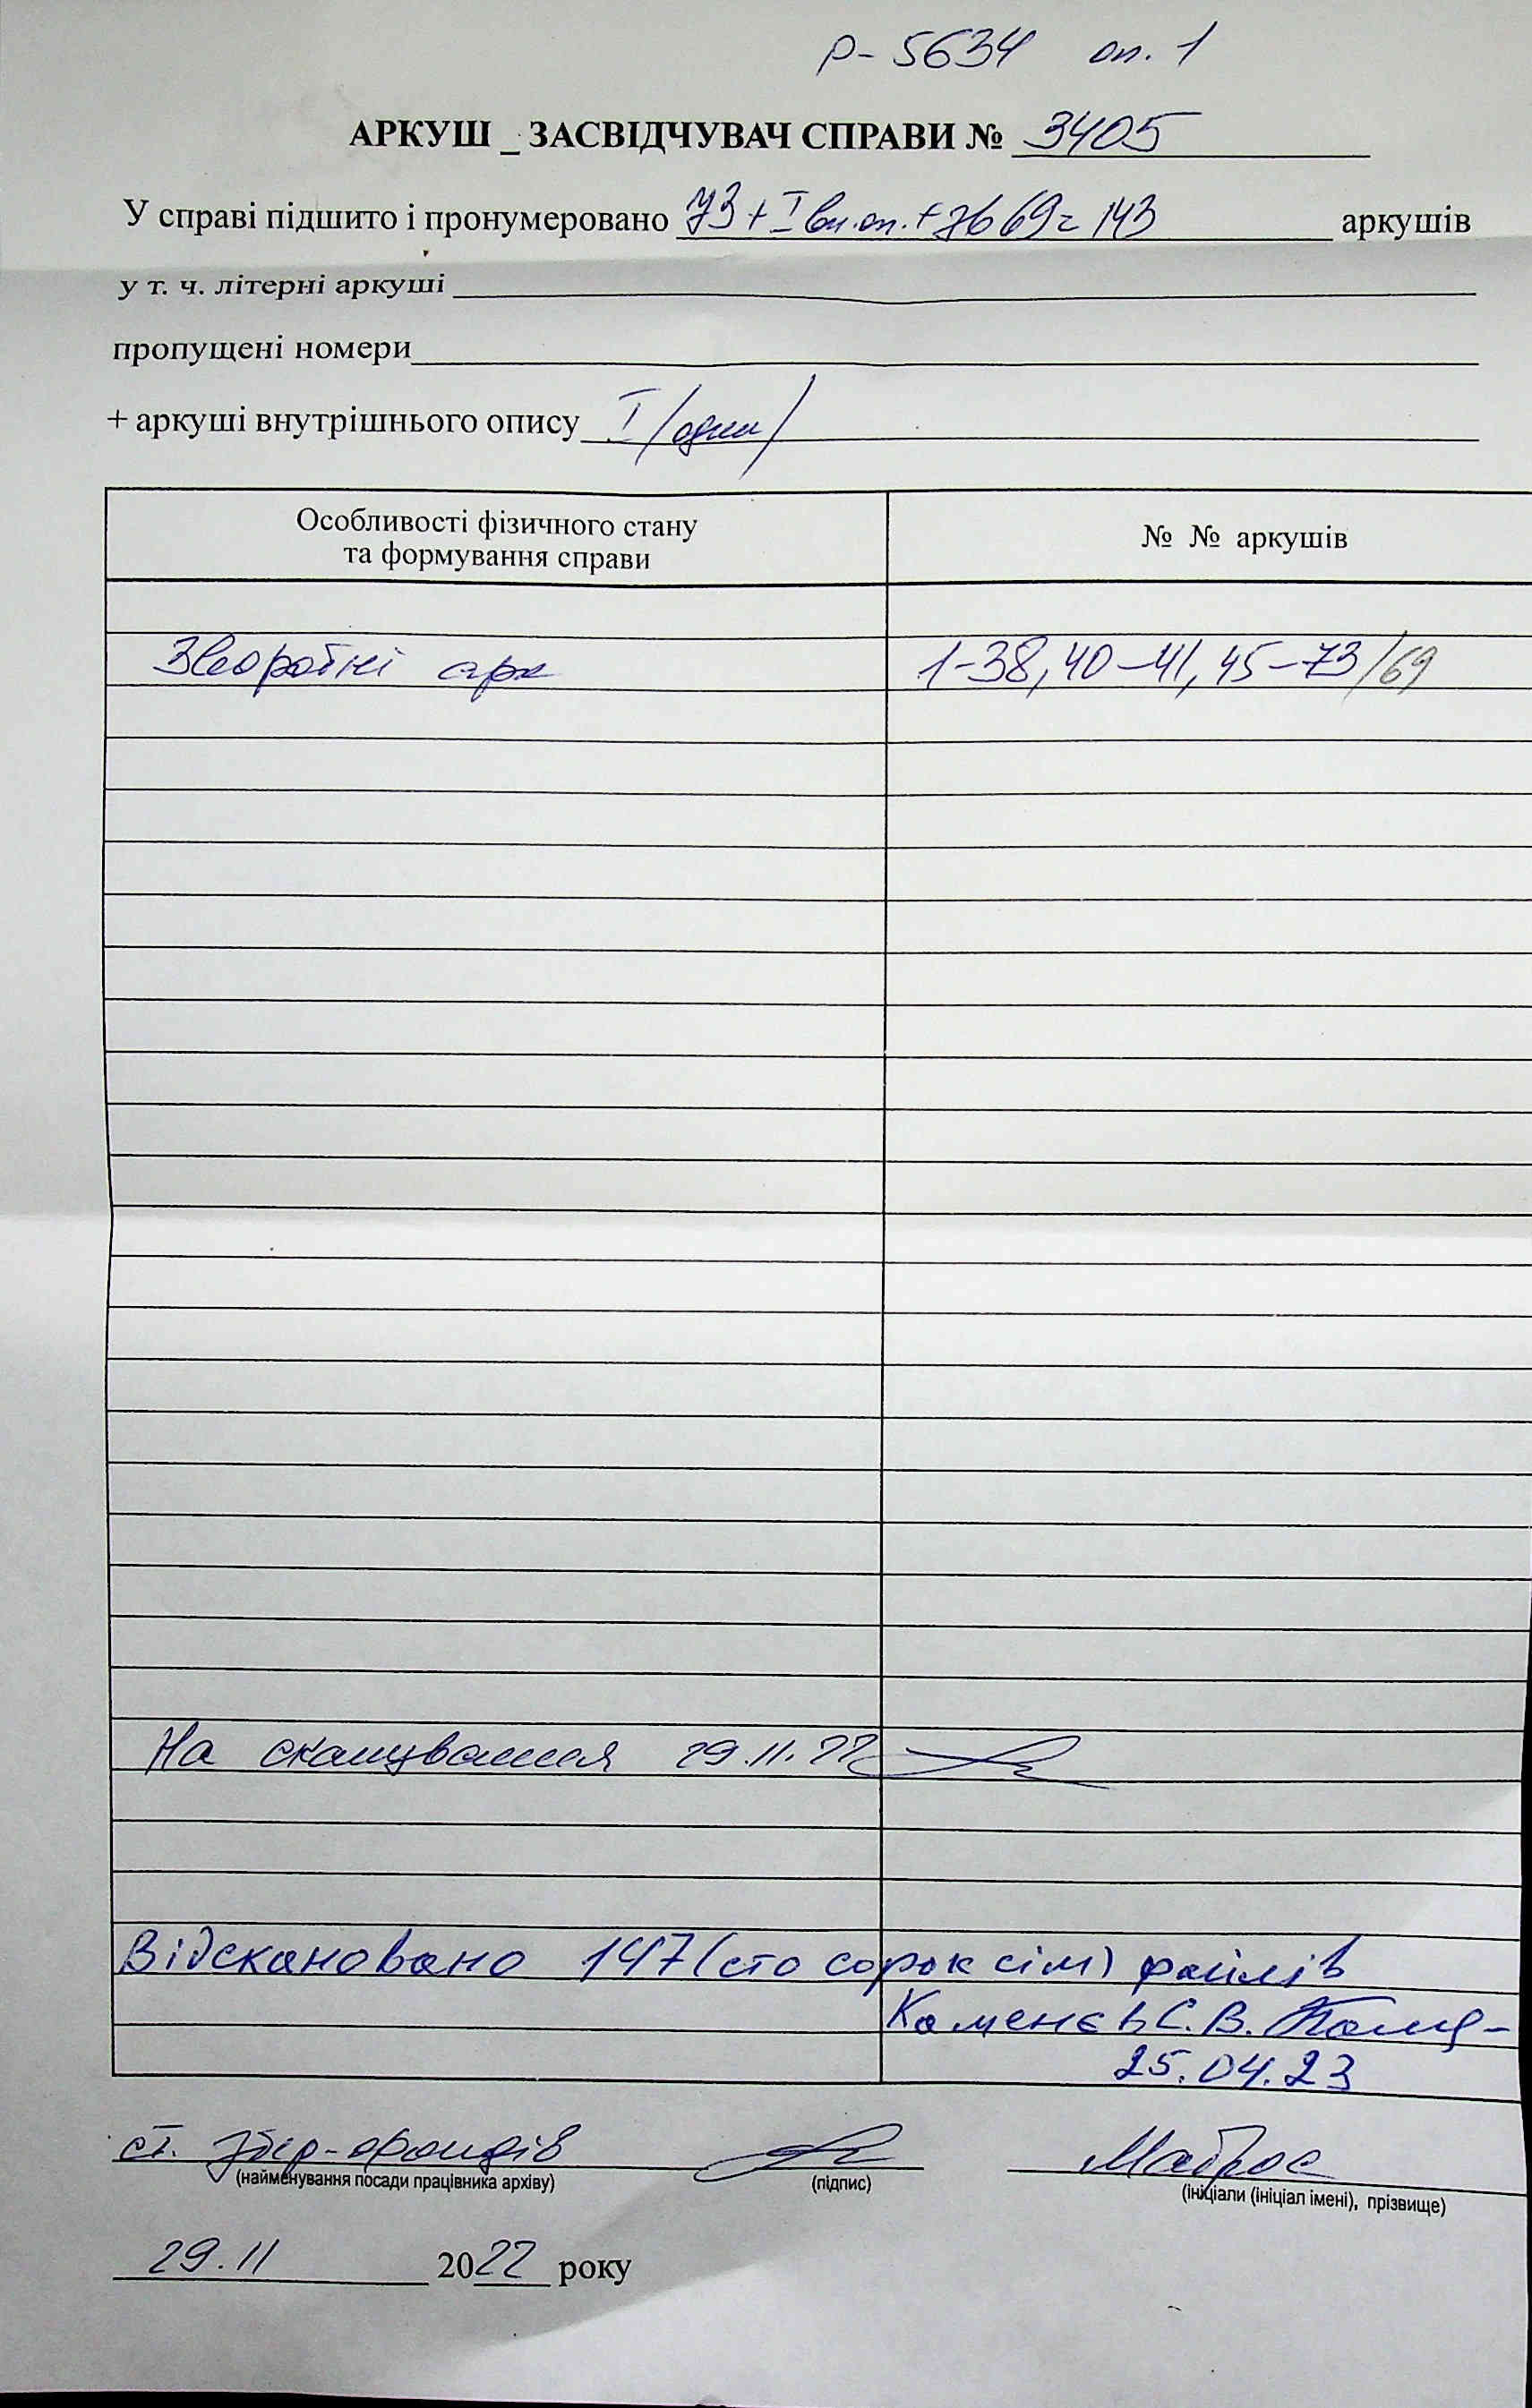 Р-5634 оп. 1
АРКУШ _ ЗАСВІДЧУВАЧ СПРАВИ № 3405
У справі підшито і пронумеровано 73 + I вн.оп. + зв 69 = 143 аркушів
у т. ч. літерні аркуші
пропущені номери
+ аркуші внутрішнього опису I /один/
Особливості фізичного стану
та формування справи
№ № аркушів
Зворотні арк 1-38, 40-41, 45-73/69
На сканування 29.11.22
Відскановано 147 (сто сорок сім) файлів
Каменєв С.В.
25.04.23
ст. збер-фондів
(найменування посади працівника архіву)
(підпис)
(ініціали (ініціал імені), прізвище)
29.11 2022 року